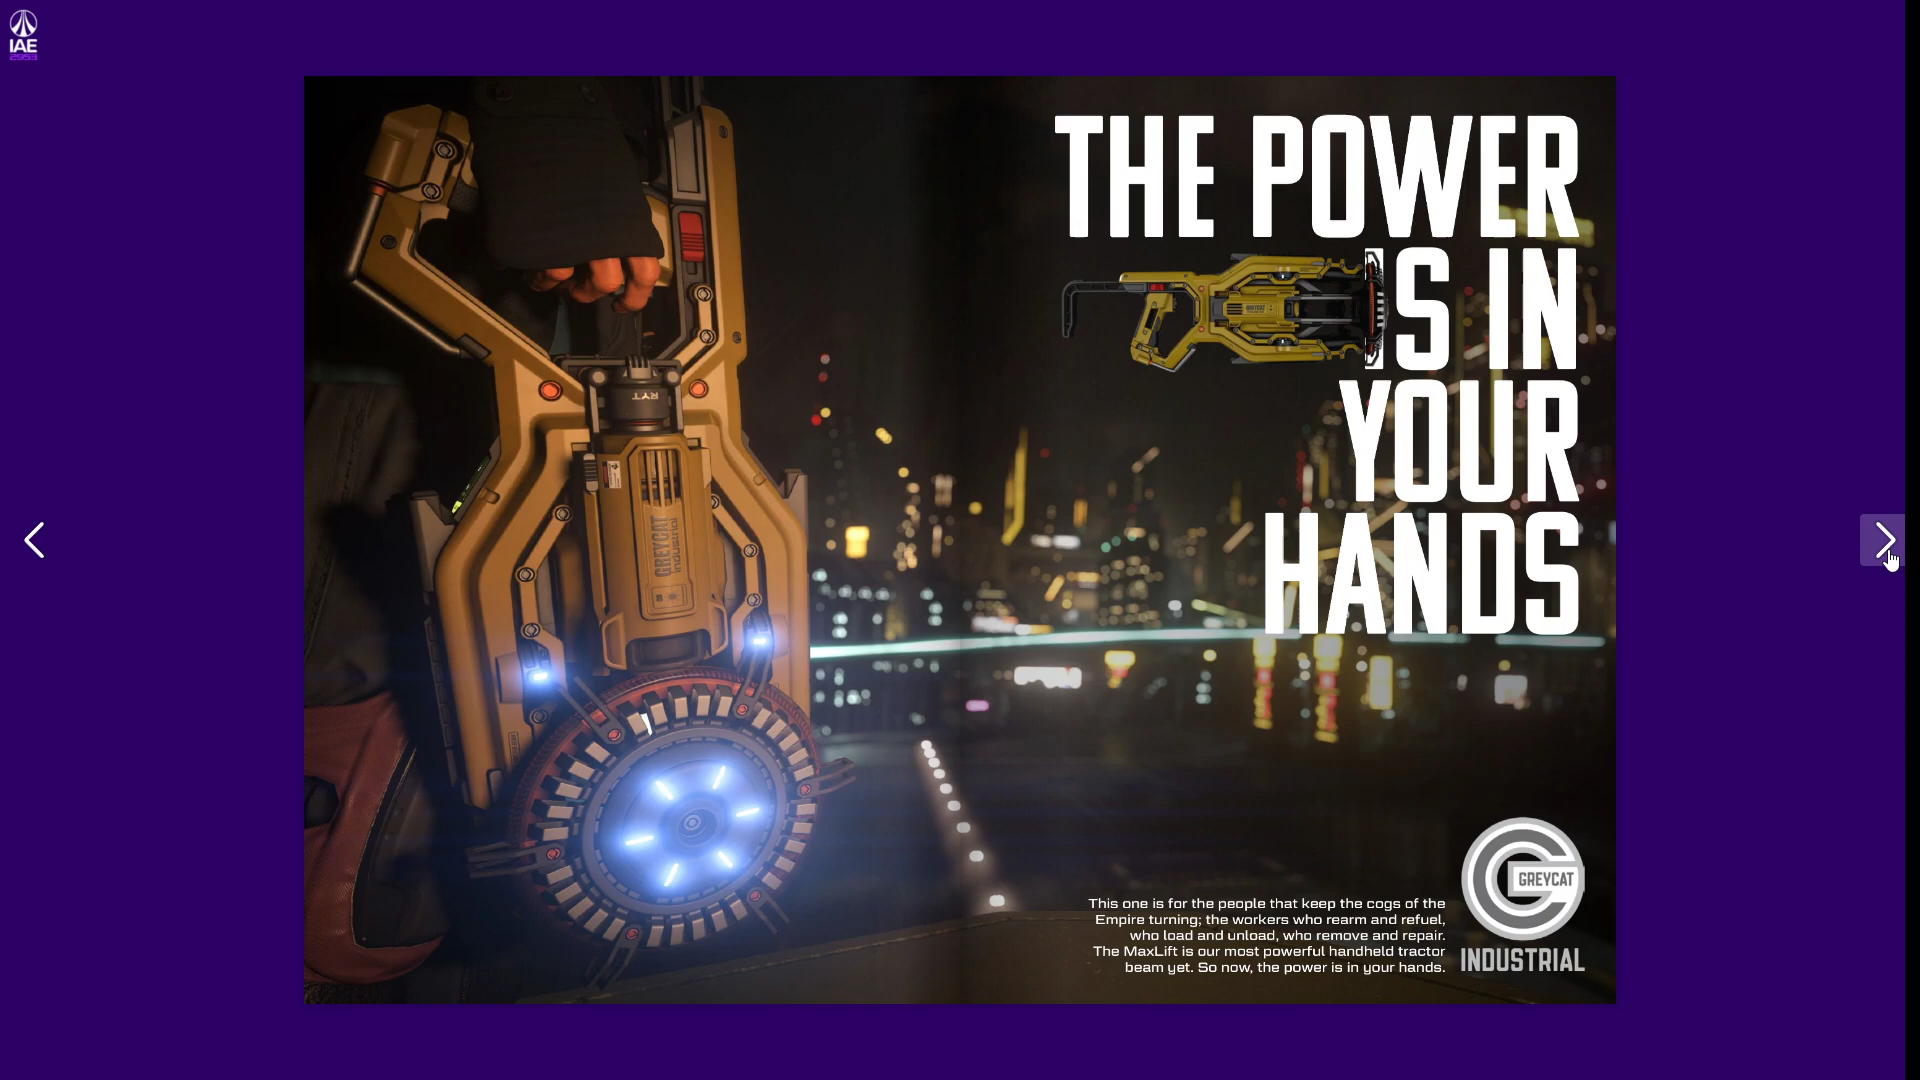 IAE
2953
THE POWER
IS IN
YOUR
HANDS
GREYCAT
industrial
This one is for the people that keep the cogs of the
Empire turning; the workers who rearm and refuel,
who load and unload, who remove and repair.
The MaxLift is our most powerful handheld tractor
beam yet. So now, the power is in your hands.
GREYCAT
INDUSTRIAL